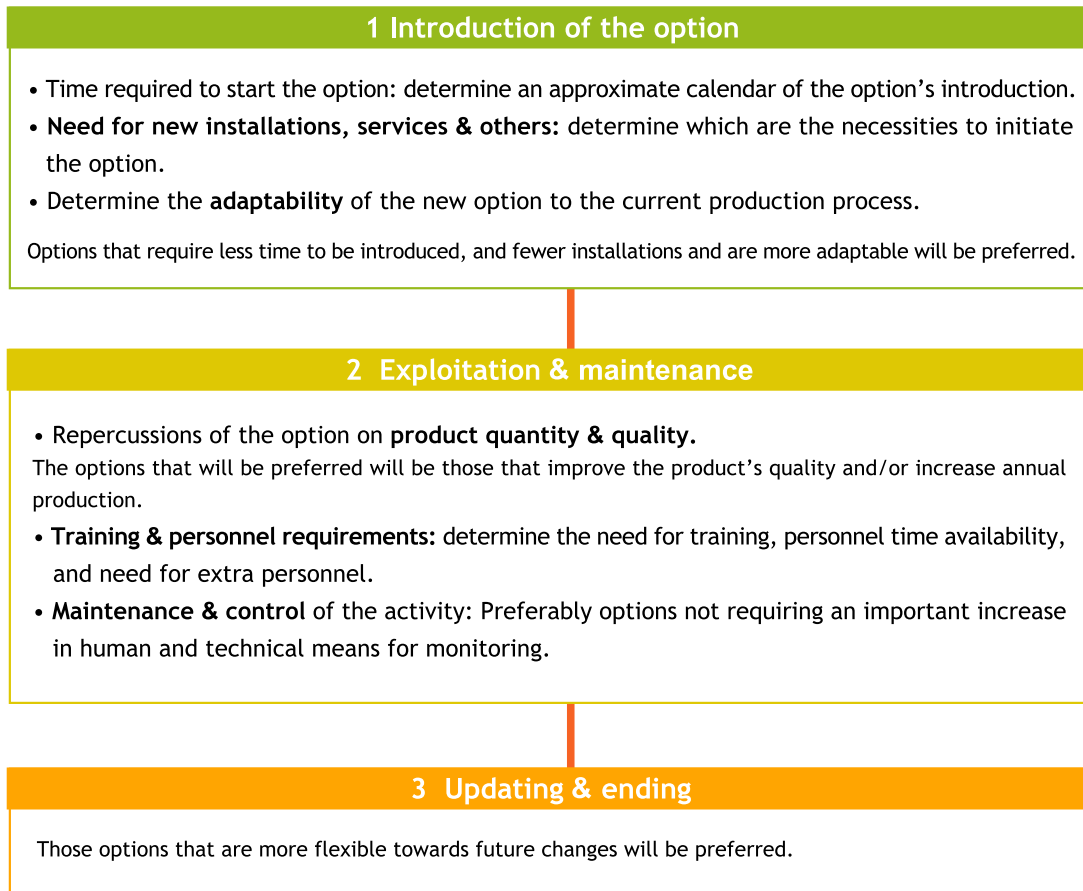 1 Introduction of the option
• Time required to start the option: determine an approximate calendar of the option’s introduction.
• Need for new installations, services & others: determine which are the necessities to initiate
the option.
• Determine the adaptability of the new option to the current production process.
Options that require less time to be introduced, and fewer installations and are more adaptable will be preferred.
2 Exploitation & maintenance
• Repercussions of the option on product quantity & quality.
The options that will be preferred will be those that improve the product’s quality and/or increase annual
production.
• Training & personnel requirements: determine the need for training, personnel time availability,
and need for extra personnel.
• Maintenance & control of the activity: Preferably options not requiring an important increase
in human and technical means for monitoring.
3 Updating & ending
Those options that are more flexible towards future changes will be preferred.